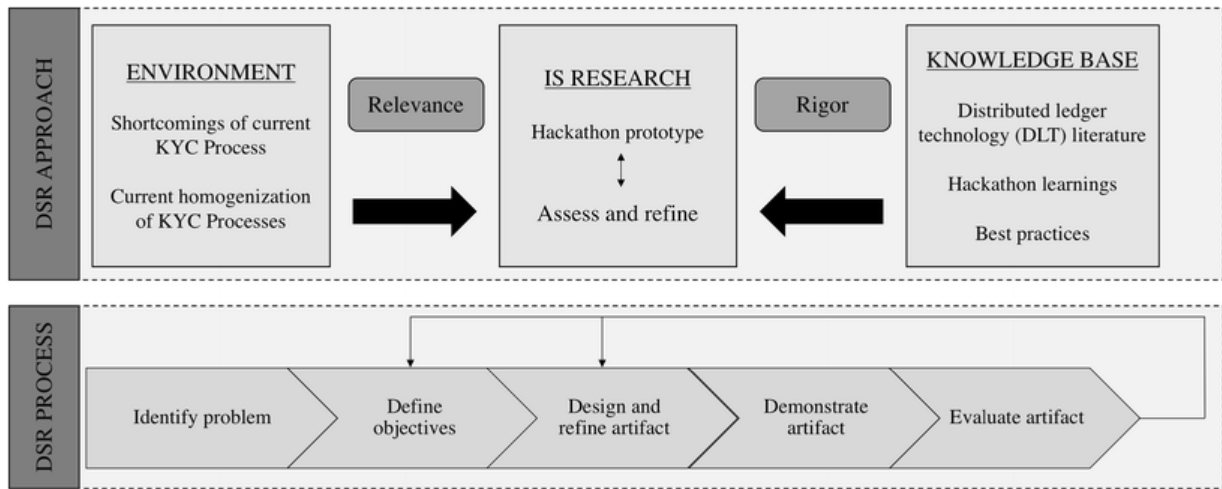 DSR APPROACH
ENVIRONMENT
Shortcomings of current
KYC Process
Current homogenization
of KYC Processes
Relevance
IS RESEARCH
Hackathon prototype
Assess and refine
Rigor
KNOWLEDGE BASE
Distributed ledger
technology (DLT) literature
Hackathon learnings
Best practices
DSR PROCESS
Identify problem
Define
objectives
Design and
refine artifact
Demonstrate
artifact
Evaluate artifact